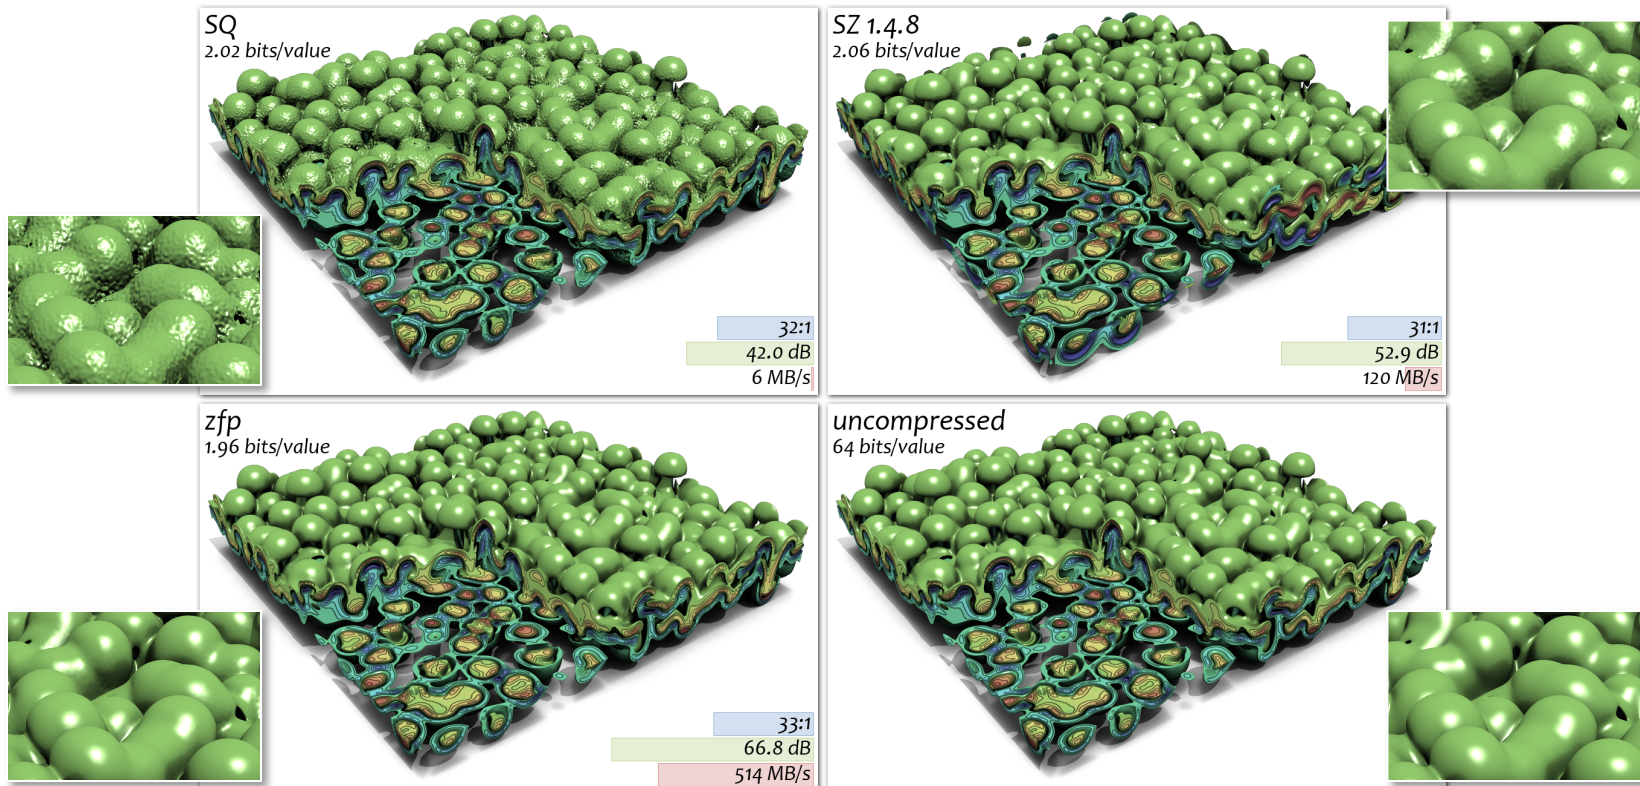 SQ
2.02 bits/value
32:1
42.0 dB
6 MB/s
SZ 1.4.8
2.06 bits/value
31:1
52.9 dB
120 MB/s
zfp
1.96 bits/value
33:1
66.8 dB
514 MB/s
uncompressed
64 bits/value